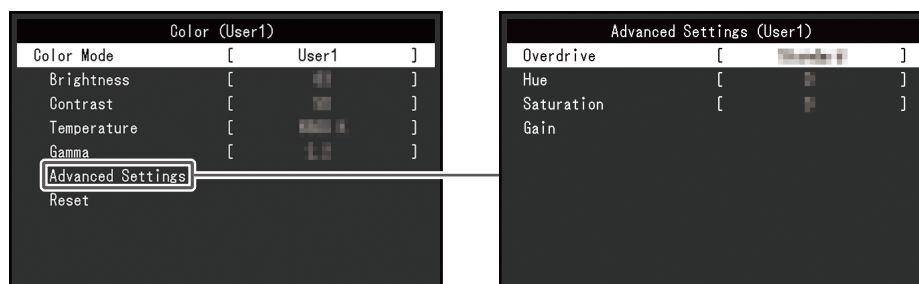 Color (User1)
Color Mode [ User1 ]
Brightness [ ]
Contrast [ ]
Temperature [ ]
Gamma [ ]
Advanced Settings
Reset
Advanced Settings (User1)
Overdrive [ ]
Hue [ ]
Saturation [ ]
Gain